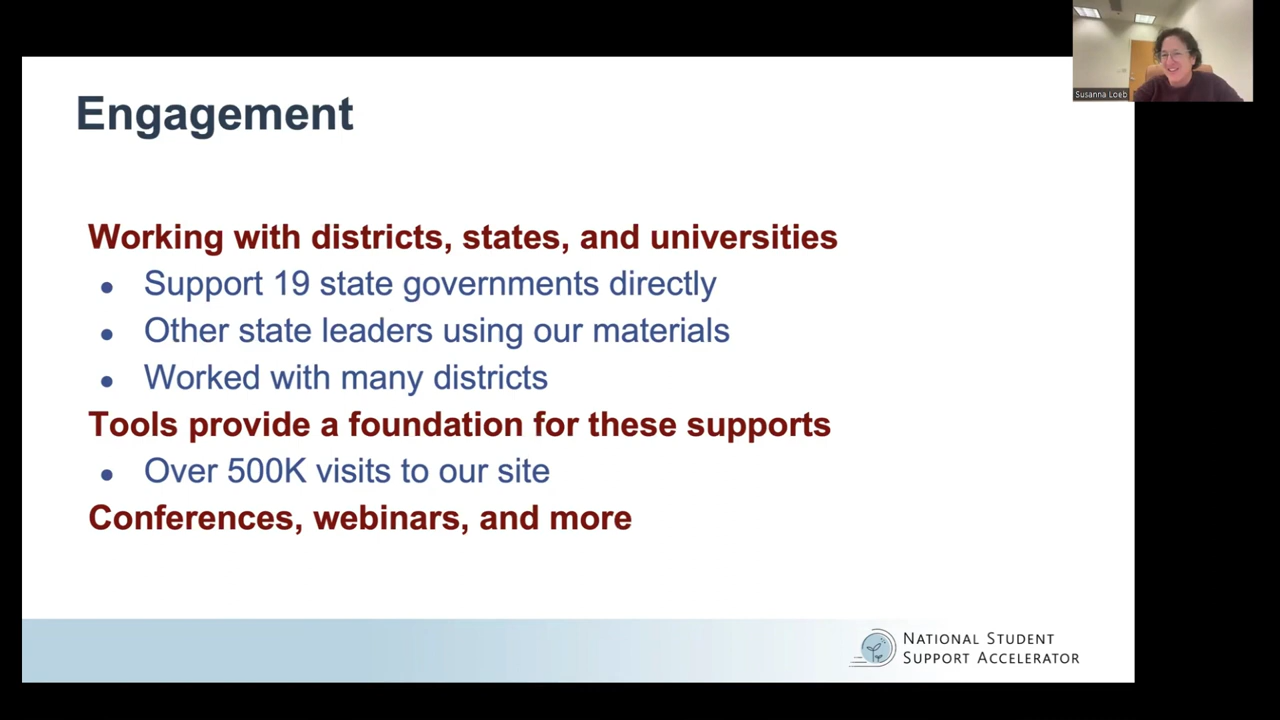 Susanna Loeb
Engagement
Working with districts, states, and universities
● Support 19 state governments directly
● Other state leaders using our materials
● Worked with many districts
Tools provide a foundation for these supports
● Over 500K visits to our site
Conferences, webinars, and more
NATIONAL STUDENT
SUPPORT ACCELERATOR